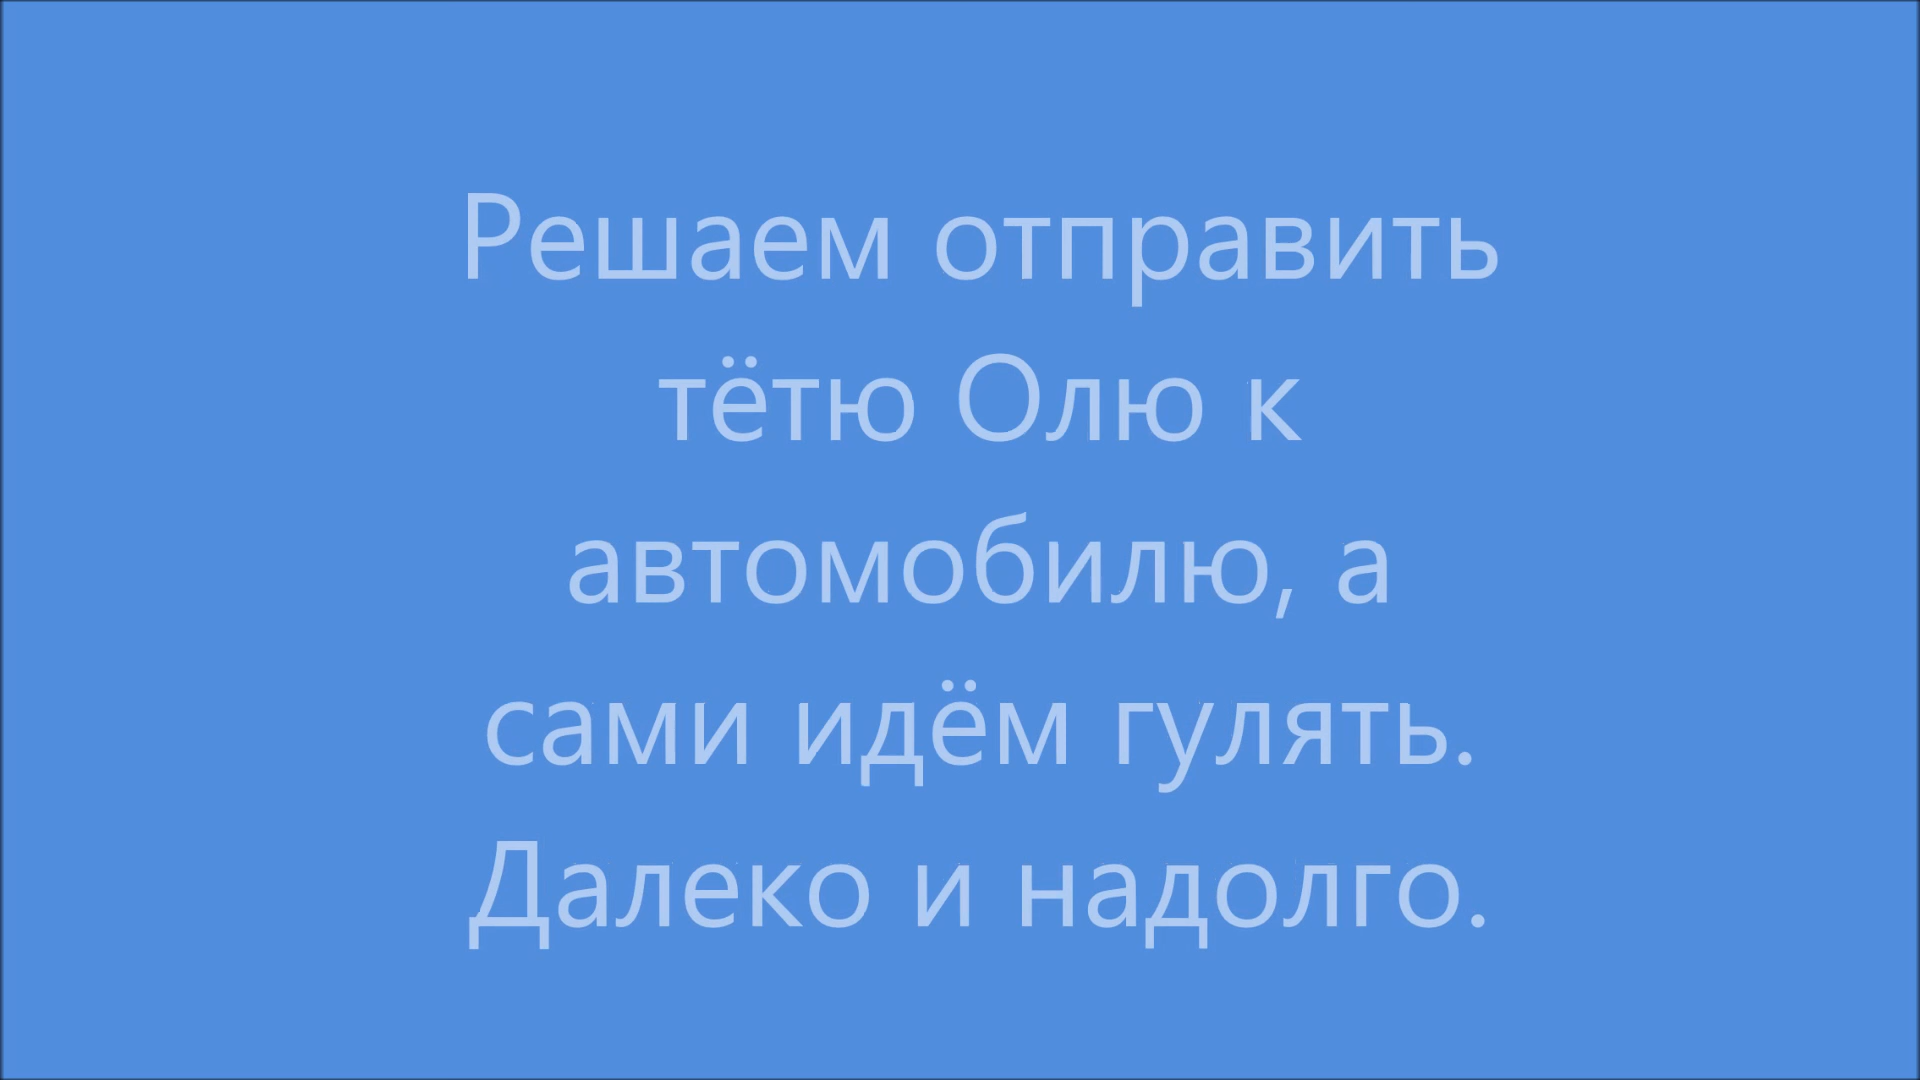 Решаем отправить
тётю Олю к
автомобилю, а
сами идём гулять.
Далеко и надолго.